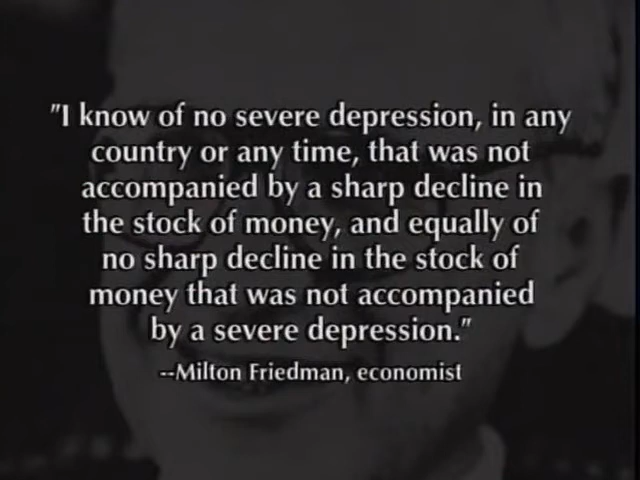 "I know of no severe depression, in any
country or any time, that was not
accompanied by a sharp decline in
the stock of money, and equally of
no sharp decline in the stock of
money that was not accompanied
by a severe depression."
--Milton Friedman, economist